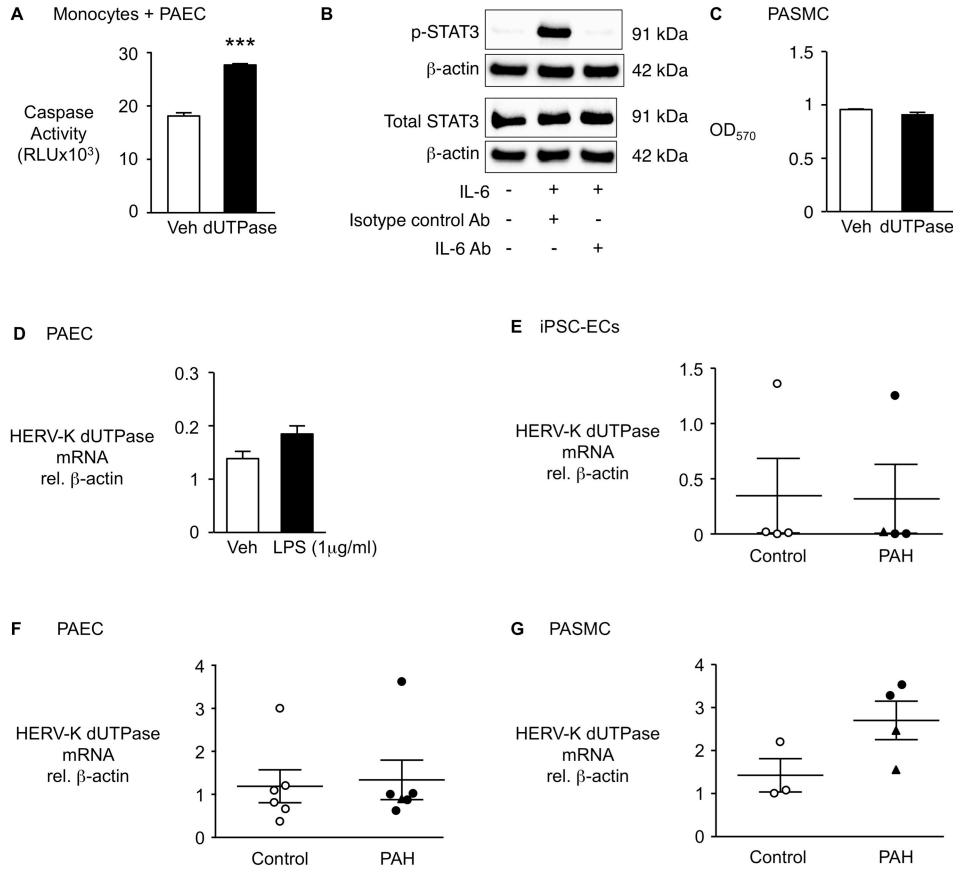 A Monocytes + PAEC
***
30
20
10
0
Caspase
Activity
(RLUx10³)
Veh dUTPase
B
p-STAT3 91 kDa
β-actin 42 kDa
Total STAT3 91 kDa
β-actin 42 kDa
IL-6 - + +
Isotype control Ab - + -
IL-6 Ab - - +
C PASMC
1.5
1
0.5
0
OD570
Veh dUTPase
D PAEC
0.3
0.2
1
0
HERV-K dUTPase
mRNA
rel. β-actin
Veh LPS (1μg/ml)
E iPSC-ECs
1.5
1.0
0.5
0
HERV-K dUTPase
mRNA
rel. β-actin
Control PAH
F PAEC
4
3
2
1
0
HERV-K dUTPase
mRNA
rel. β-actin
Control PAH
G PASMC
4
3
2
1
0
HERV-K dUTPase
mRNA
rel. β-actin
Control PAH